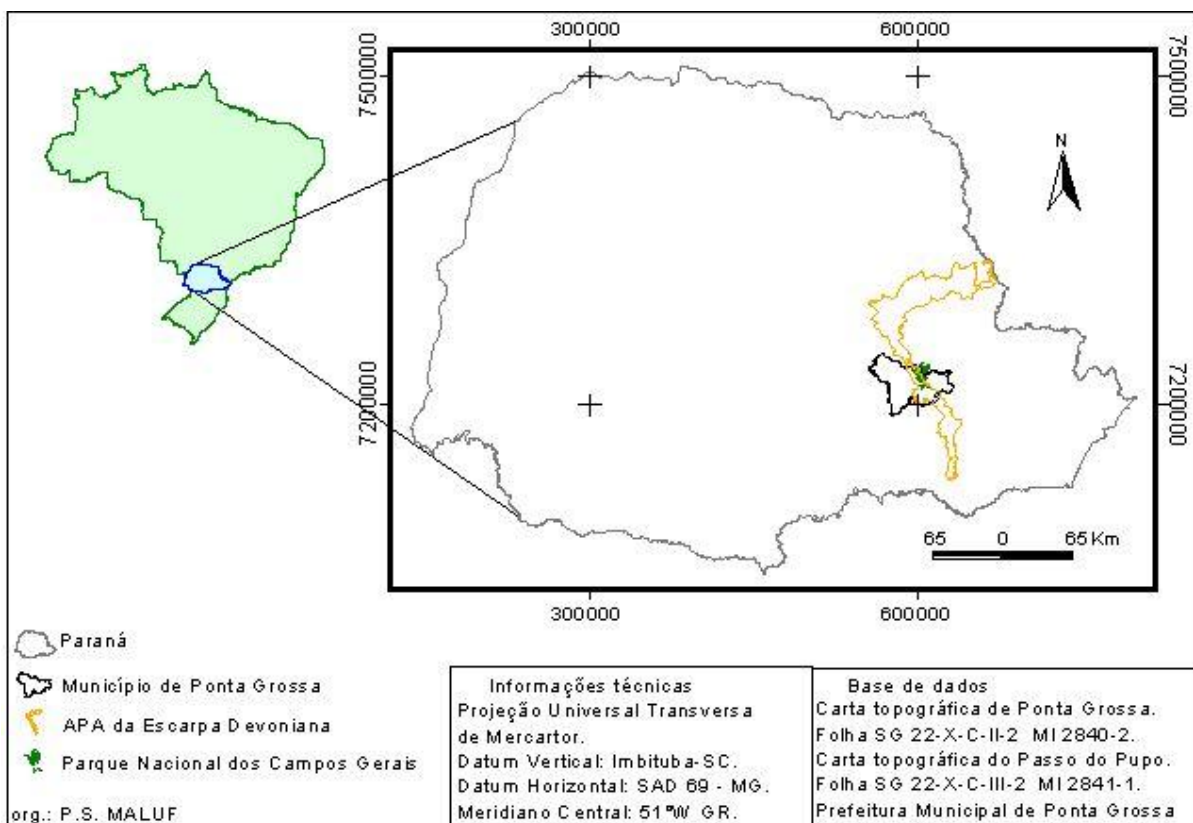 300000
600000
7500000
7500000
N
7200000
7200000
65
0
65 Km
300000
600000
Paraná
Município de Ponta Grossa
APA da Escarpa Devoniana
Parque Nacional dos Campos Gerais
org.: P.S. MALUF
Informações técnicas
Projeção Universal Transversa
de Mercartor.
Datum Vertical: Imbituba-SC.
Datum Horizontal: SAD 69 - MG.
Meridiano Central: 51°W GR.
Base de dados
Carta topográfica de Ponta Grossa.
Folha SG 22-X-C-II-2 MI 2840-2.
Carta topográfica do Passo do Pupo.
Folha SG 22-X-C-III-2 MI 2841-1.
Prefeitura Municipal de Ponta Grossa